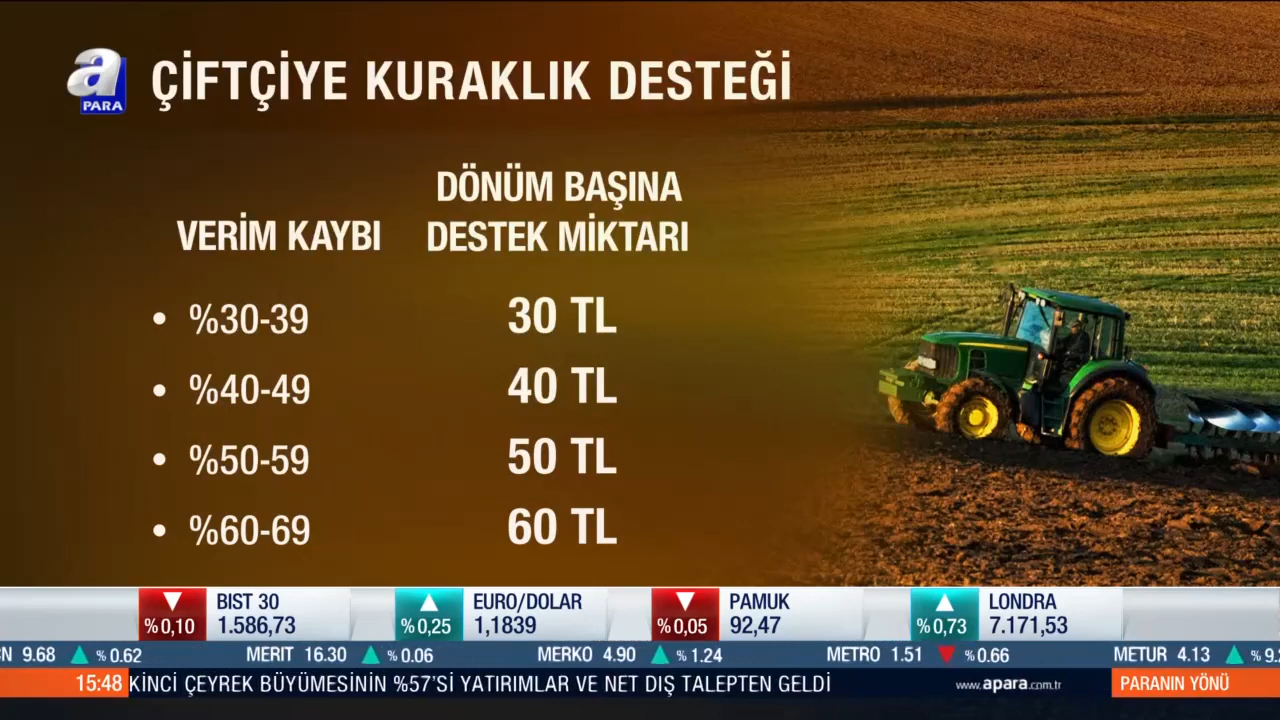 a
PARA
ÇİFTÇİYE KURAKLIK DESTEĞİ
VERİM KAYBI
DÖNÜM BAŞINA
DESTEK MİKTARI
• %30-39 30 TL
• %40-49 40 TL
• %50-59 50 TL
• %60-69 60 TL
%0,10 BIST 30 1.586,73
%0,25 EURO/DOLAR 1,1839
%0,05 PAMUK 92,47
%0,73 LONDRA 7.171,53
9.68 %0.62 MERIT 16.30 %0.06 MERKO 4.90 %1.24 METRO 1.51 %0.66 METUR 4.13
15:48 KİNCİ ÇEYREK BÜYÜMESİNİN %57'Sİ YATIRIMLAR VE NET DIŞ TALEPTEN GELDİ www.apara.com.tr PARANIN YÖNÜ